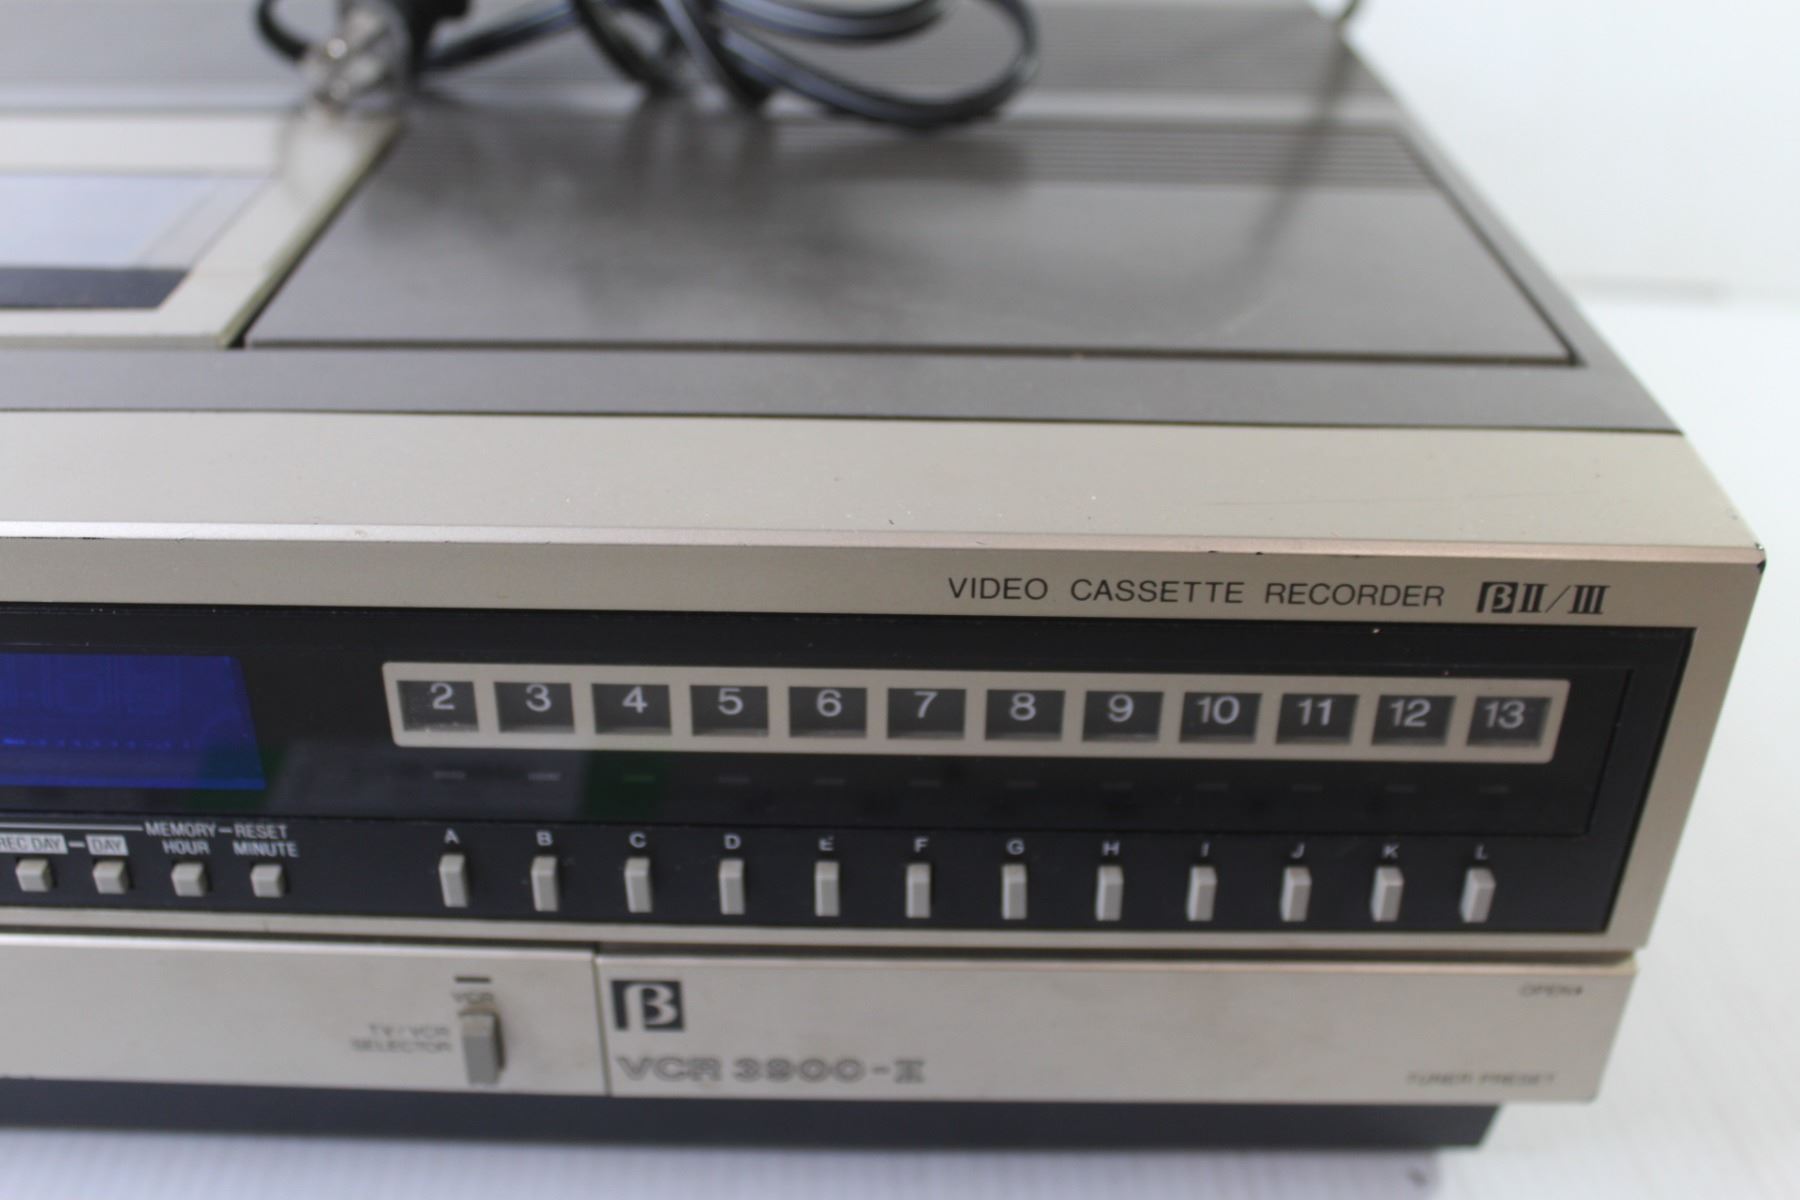 VIDEO CASSETTE RECORDER β II/III
2 3 4 5 6 7 8 9 10 11 12 13
MEMORY – RESET
REC DAY – DAY HOUR MINUTE
A B C D E F G H I J K L
VCR
TV/VCR
SELECTOR
β
VCR 3900-II
OPEN
TUNER PRESET